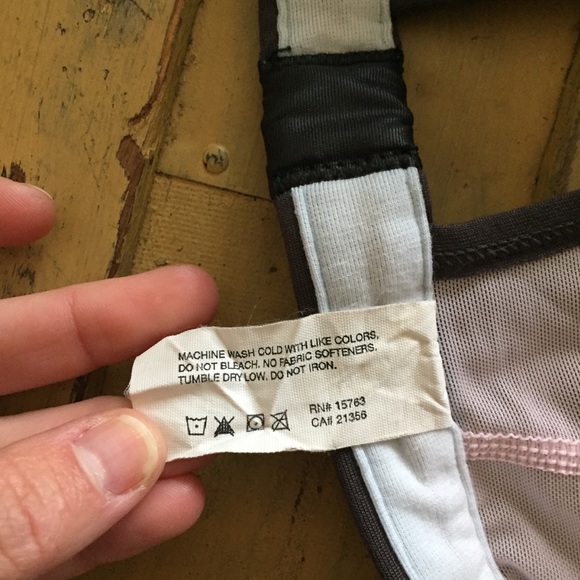 MACHINE WASH COLD WITH LIKE COLORS,
DO NOT BLEACH. NO FABRIC SOFTENERS.
TUMBLE DRY LOW. DO NOT IRON.
RN# 15763
CA# 21356